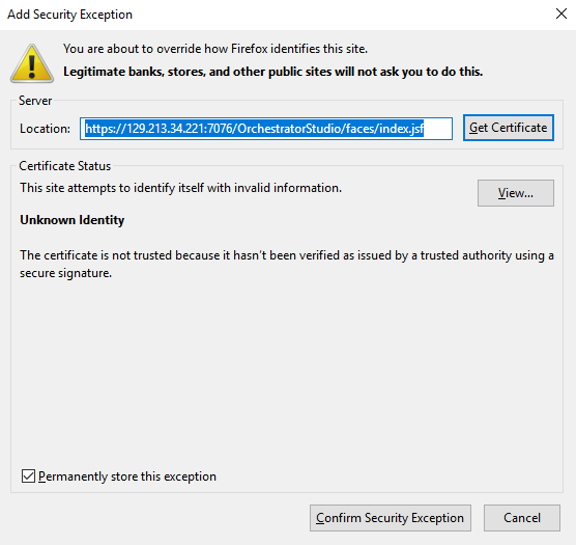 Add Security Exception
You are about to override how Firefox identifies this site.
Legitimate banks, stores, and other public sites will not ask you to do this.
Server
Location:
https://129.213.34.221:7076/OrchestratorStudio/faces/index.jsf
Get Certificate
Certificate Status
This site attempts to identify itself with invalid information.
View...
Unknown Identity
The certificate is not trusted because it hasn't been verified as issued by a trusted authority using a
secure signature.
Permanently store this exception
Confirm Security Exception
Cancel